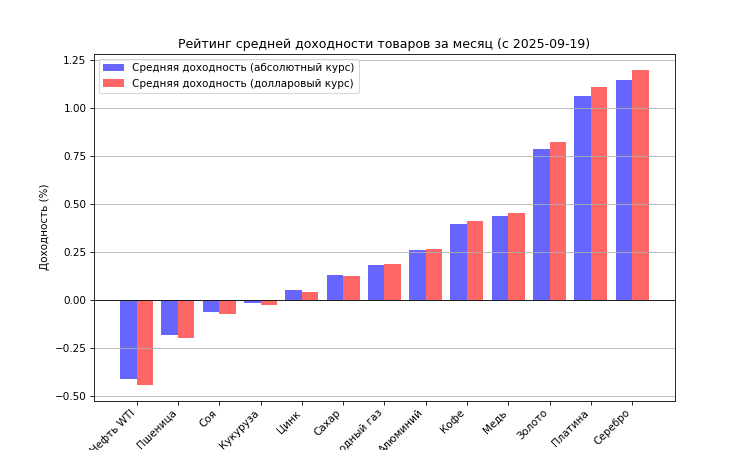 Рейтинг средней доходности товаров за месяц (с 2025-09-19)
Средняя доходность (абсолютный курс)
Средняя доходность (долларовый курс)
Доходность (%)
1.25
1.00
0.75
0.50
0.25
0.00
−0.25
−0.50
Нефть WTI
Пшеница
Соя
Кукуруза
Цинк
Сахар
газ
Алюминий
Кофе
Медь
Золото
Платина
Серебро